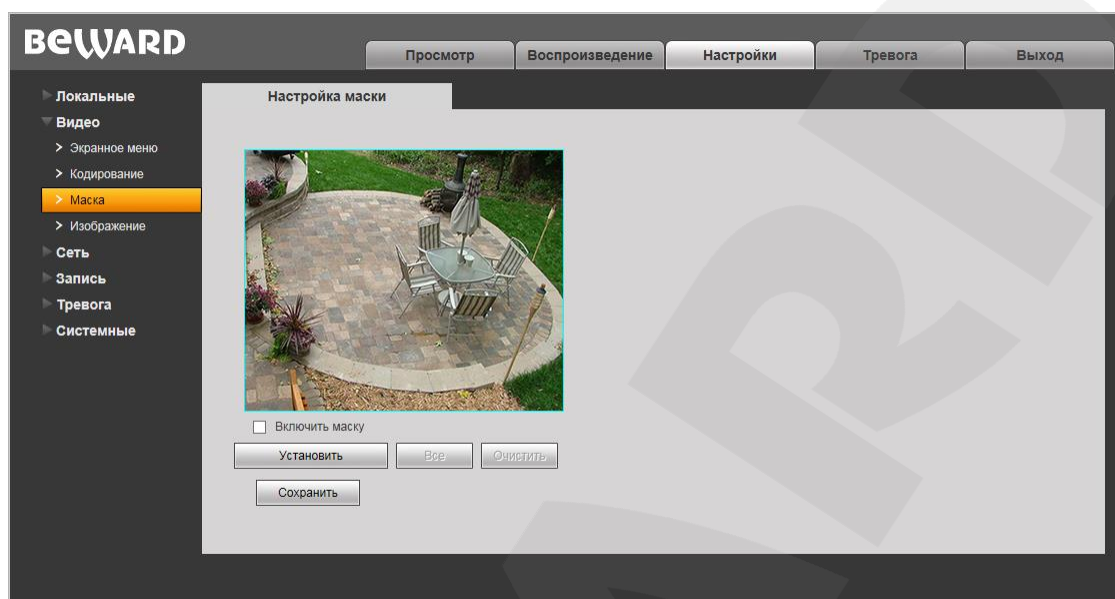 BEWARD
Просмотр Воспроизведение Настройки Тревога Выход
Локальные
Видео
Экранное меню
Кодирование
Маска
Изображение
Сеть
Запись
Тревога
Системные
Настройка маски
Включить маску
Установить Все Очистить
Сохранить